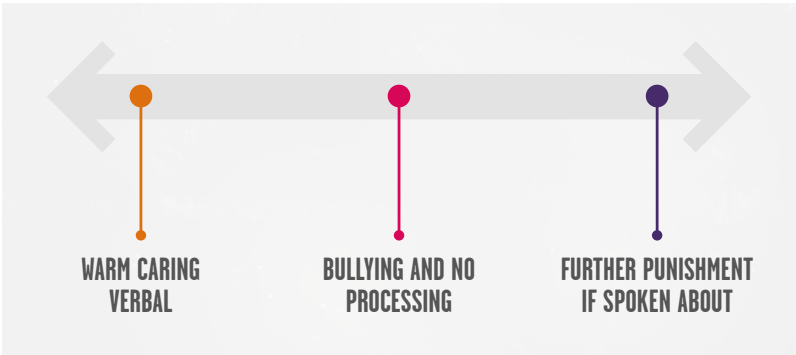 WARM CARING
VERBAL
BULLYING AND NO
PROCESSING
FURTHER PUNISHMENT
IF SPOKEN ABOUT